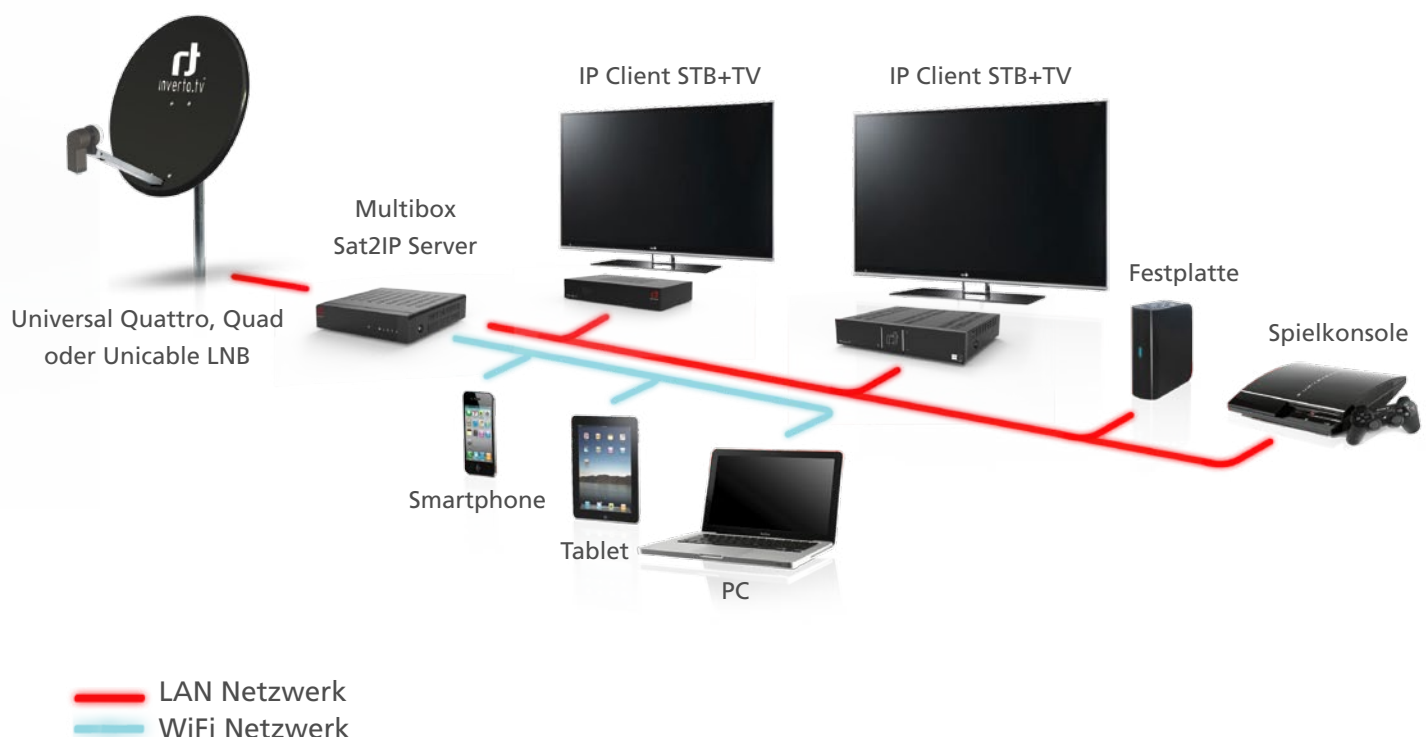 inverto.tv
IP Client STB+TV
IP Client STB+TV
Multibox
Sat2IP Server
Festplatte
Universal Quattro, Quad
oder Unicable LNB
Spielkonsole
Smartphone
Tablet
PC
LAN Netzwerk
WiFi Netzwerk